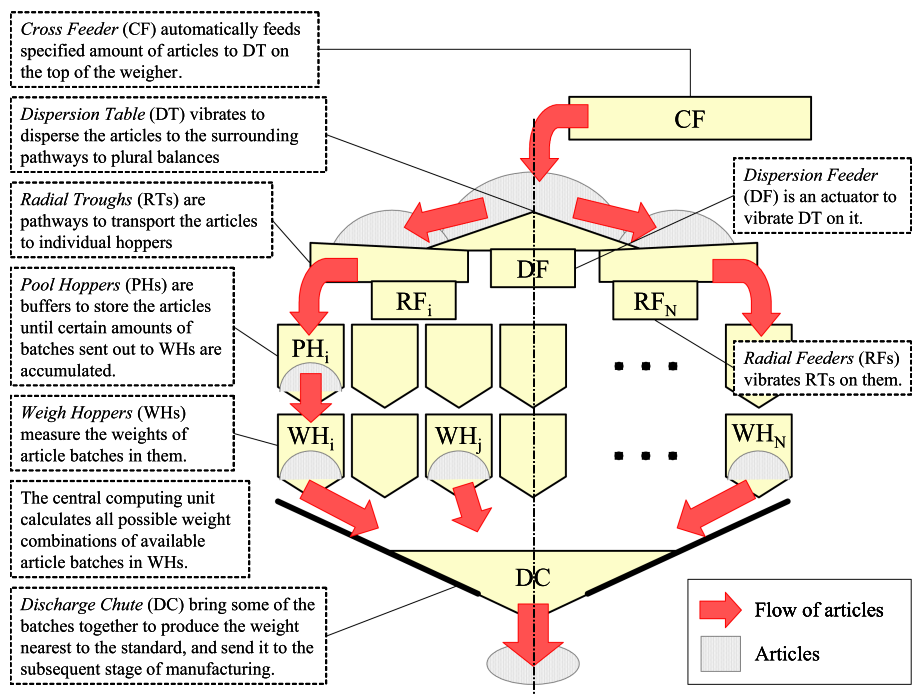 Cross Feeder (CF) automatically feeds
specified amount of articles to DT on
the top of the weigher.
CF
Dispersion Table (DT) vibrates to
disperse the articles to the surrounding
pathways to plural balances
Dispersion Feeder
(DF) is an actuator to
vibrate DT on it.
Radial Troughs (RTs) are
pathways to transport the articles
to individual hoppers
DF
RFi
RFN
Pool Hoppers (PHs) are
buffers to store the articles
until certain amounts of
batches sent out to WHs are
accumulated.
PHi
Radial Feeders (RFs)
vibrates RTs on them.
Weigh Hoppers (WHs)
measure the weights of
article batches in them.
WHi
WHj
WHN
The central computing unit
calculates all possible weight
combinations of available
article batches in WHs.
DC
Discharge Chute (DC) bring some of the
batches together to produce the weight
nearest to the standard, and send it to the
subsequent stage of manufacturing.
Flow of articles
Articles